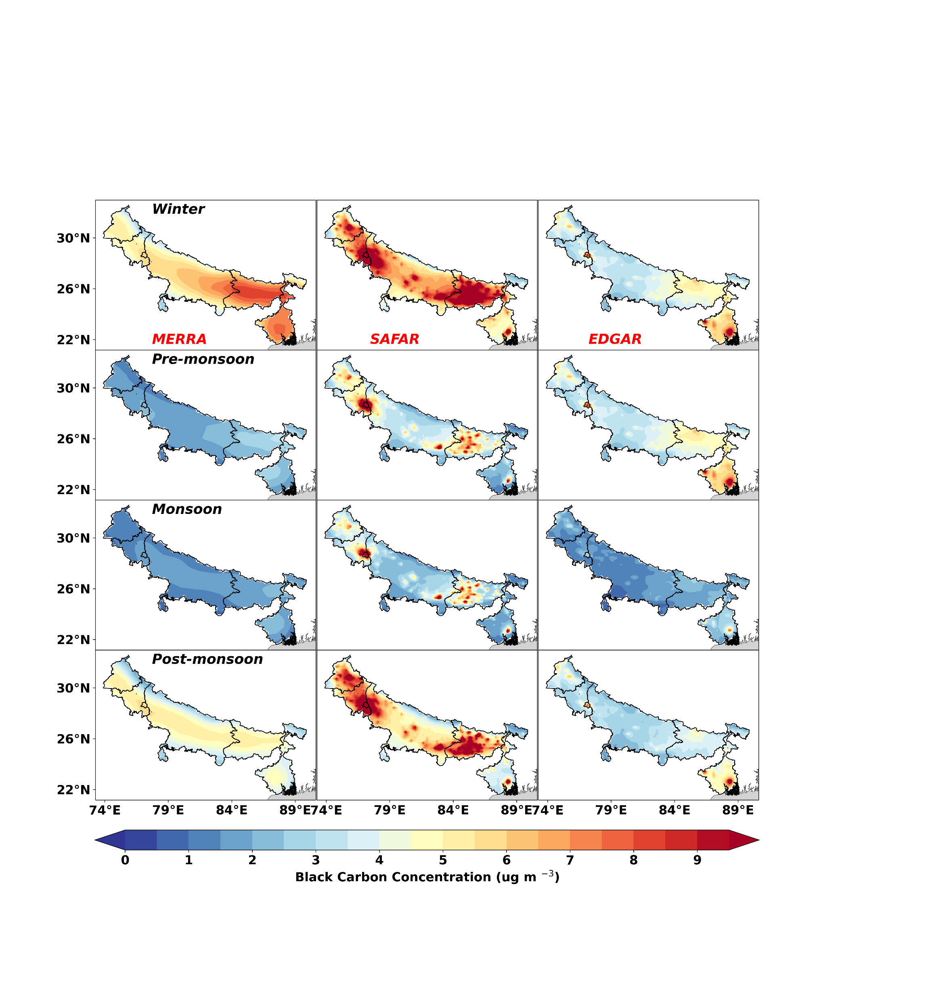 Winter
30°N
26°N
22°N
MERRA
SAFAR
EDGAR
Pre-monsoon
30°N
26°N
22°N
Monsoon
30°N
26°N
22°N
Post-monsoon
30°N
26°N
22°N
74°E 79°E 84°E 89°E 74°E 79°E 84°E 89°E 74°E 79°E 84°E 89°E
0 1 2 3 4 5 6 7 8 9
Black Carbon Concentration (ug m ⁻³)